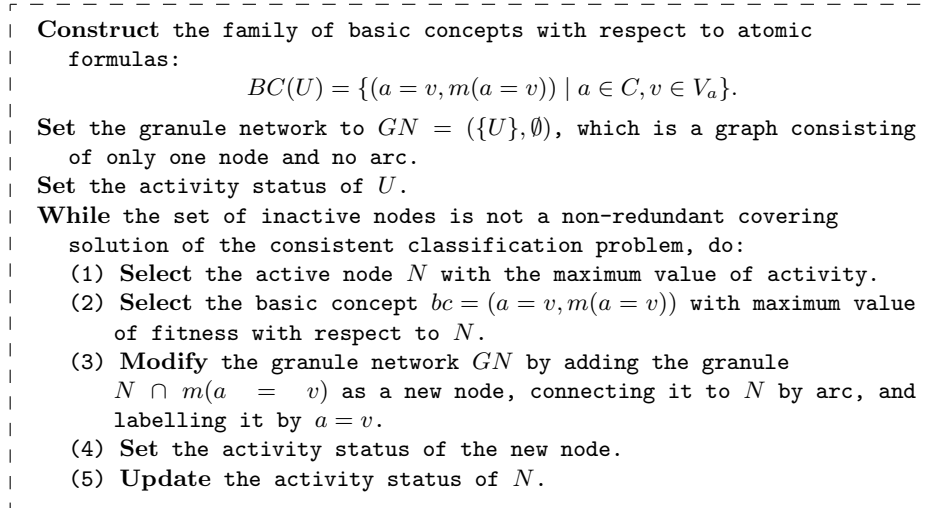 Construct the family of basic concepts with respect to atomic
formulas:
BC(U) = {(a = v, m(a = v)) | a ∈ C, v ∈ V_a}.
Set the granule network to GN = ({U}, ∅), which is a graph consisting
of only one node and no arc.
Set the activity status of U.
While the set of inactive nodes is not a non-redundant covering
solution of the consistent classification problem, do:
(1) Select the active node N with the maximum value of activity.
(2) Select the basic concept bc = (a = v, m(a = v)) with maximum value
of fitness with respect to N.
(3) Modify the granule network GN by adding the granule
N ∩ m(a = v) as a new node, connecting it to N by arc, and
labelling it by a = v.
(4) Set the activity status of the new node.
(5) Update the activity status of N.